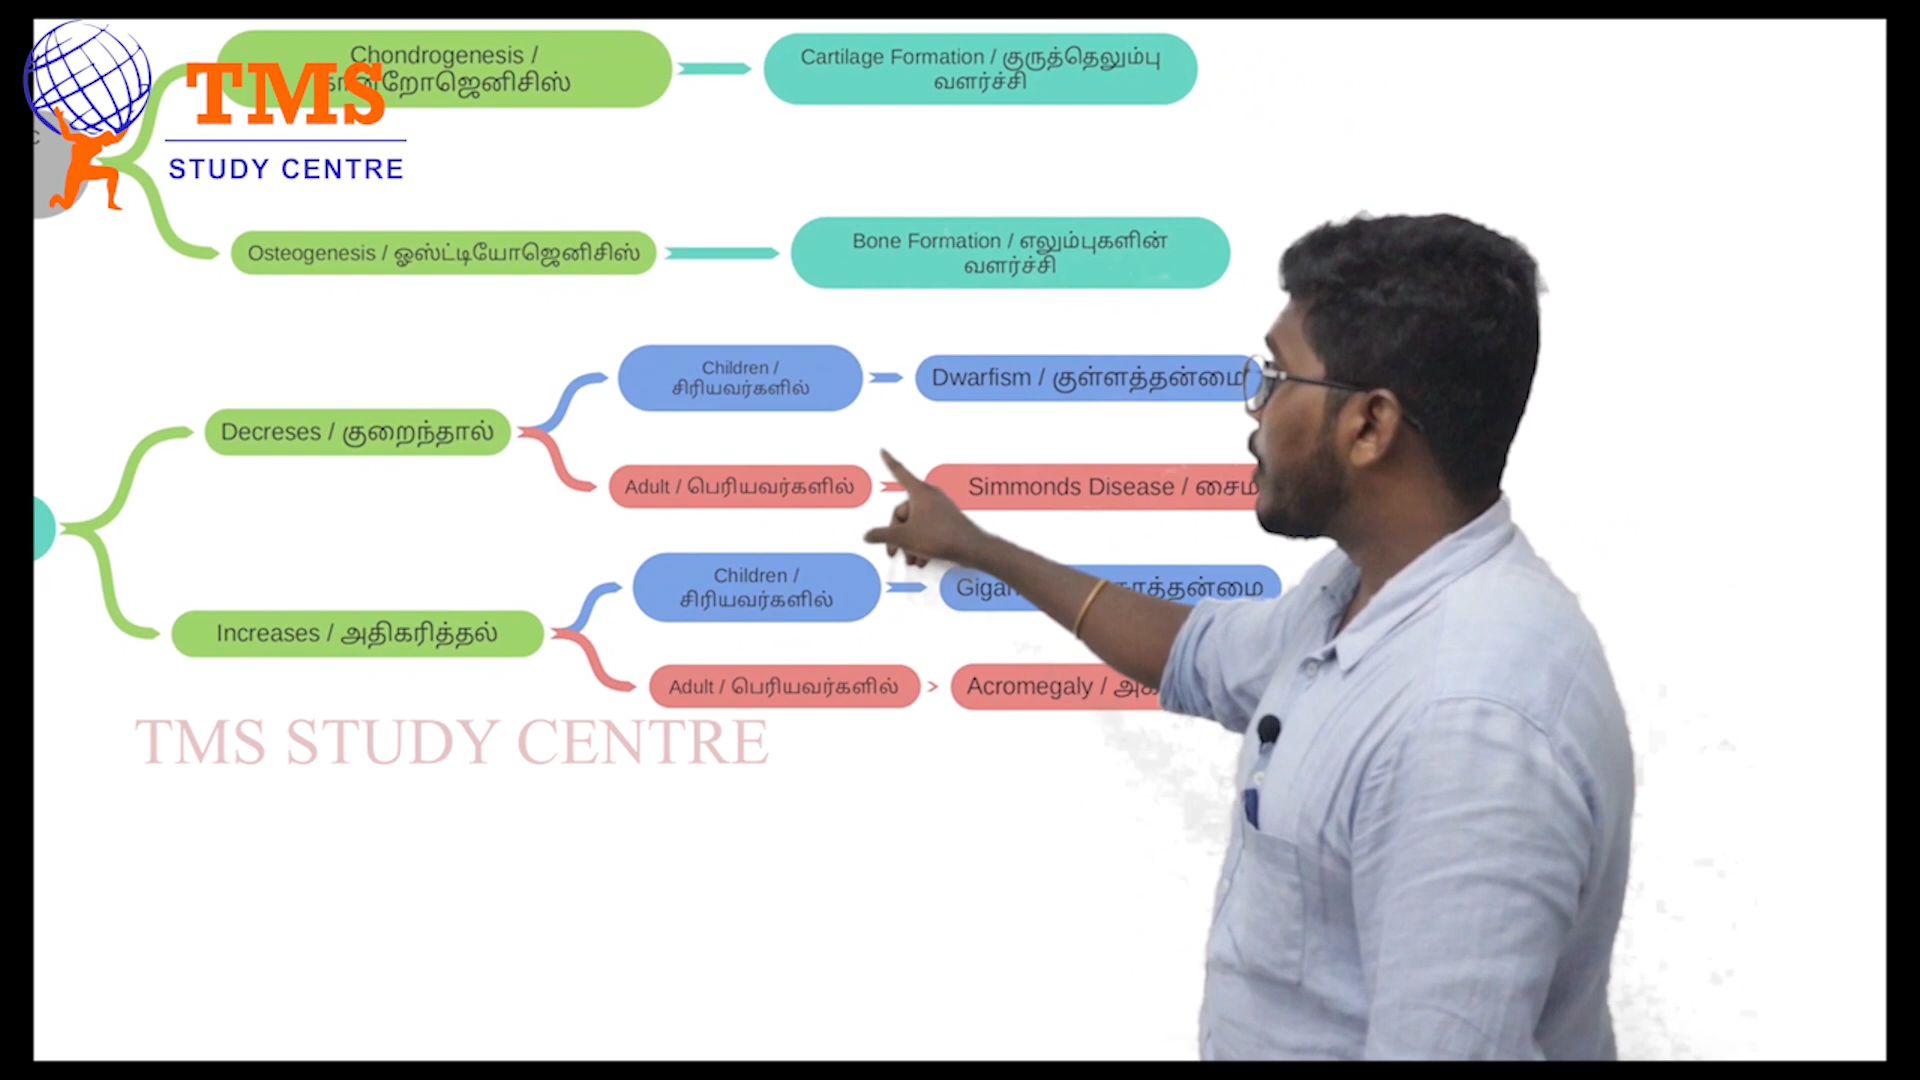 Chondrogenesis /
TMS
STUDY CENTRE
Cartilage Formation / குருத்தெலும்பு
வளர்ச்சி
Osteogenesis / ஓஸ்ட்டியோஜெனிசிஸ்
Bone Formation / எலும்புகளின்
வளர்ச்சி
Children /
சிரியவர்களில்
Dwarfism / குள்ளத்தன்மை
Decreses / குறைந்தால்
Adult / பெரியவர்களில்
Simmonds Disease /
Children /
சிரியவர்களில்
Increases / அதிகரித்தல்
Adult / பெரியவர்களில்
Acromegaly /
TMS STUDY CENTRE